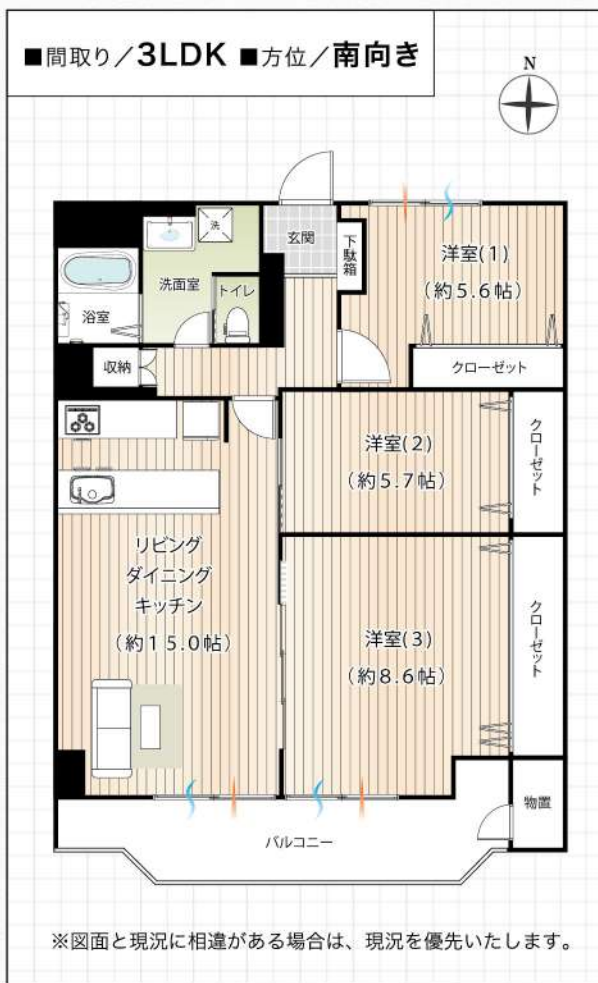 ■間取り／3LDK ■方位／南向き
N
玄関
下駄箱
洋室(1)
(約5.6帖)
洗
洗面室
トイレ
浴室
収納
クローゼット
洋室(2)
(約5.7帖)
クローゼット
リビング
ダイニング
キッチン
(約15.0帖)
洋室(3)
(約8.6帖)
クローゼット
物置
バルコニー
※図面と現況に相違がある場合は、現況を優先いたします。